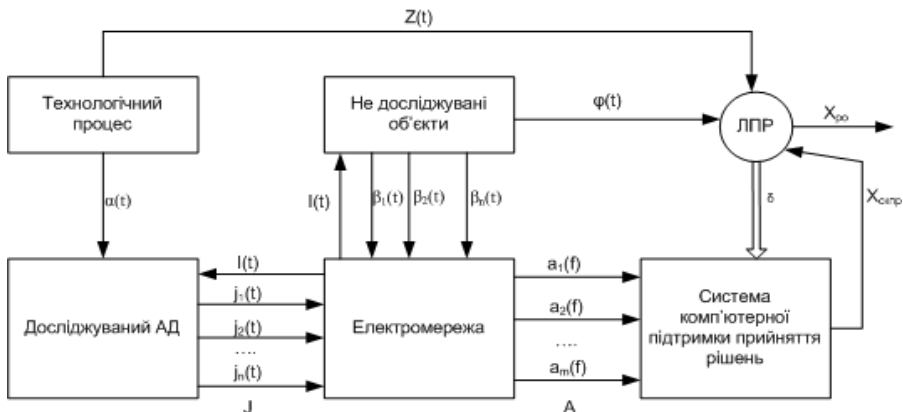 Z(t)
Технологічний
процес
Не досліджувані
об'єкти
φ(t)
ЛПР
Xро
α(t)
I(t)
β1(t)
β2(t)
βn(t)
δ
Xскпр
Досліджуваний АД
I(t)
j1(t)
j2(t)
....
jn(t)
J
Електромережа
a1(f)
a2(f)
....
am(f)
A
Система
комп'ютерної
підтримки прийняття
рішень